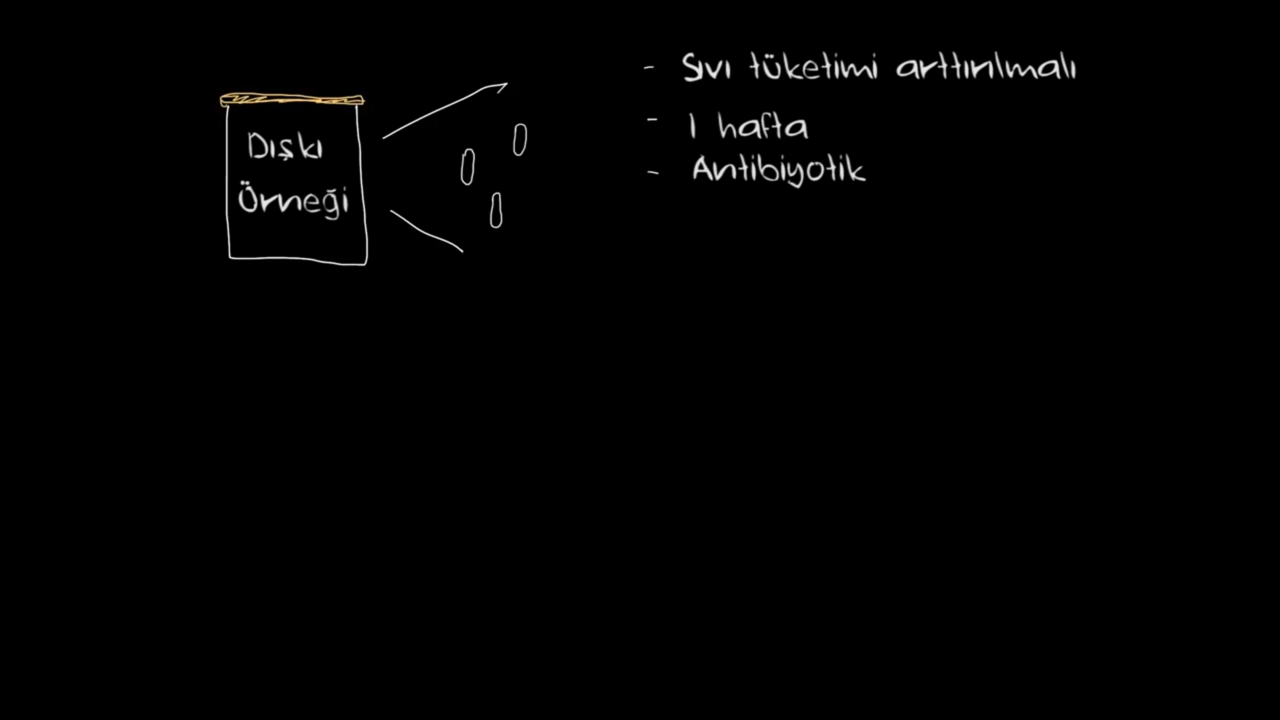 Dışkı
Örneği
- Sıvı tüketimi arttırılmalı
- 1 hafta
- Antibiyotik